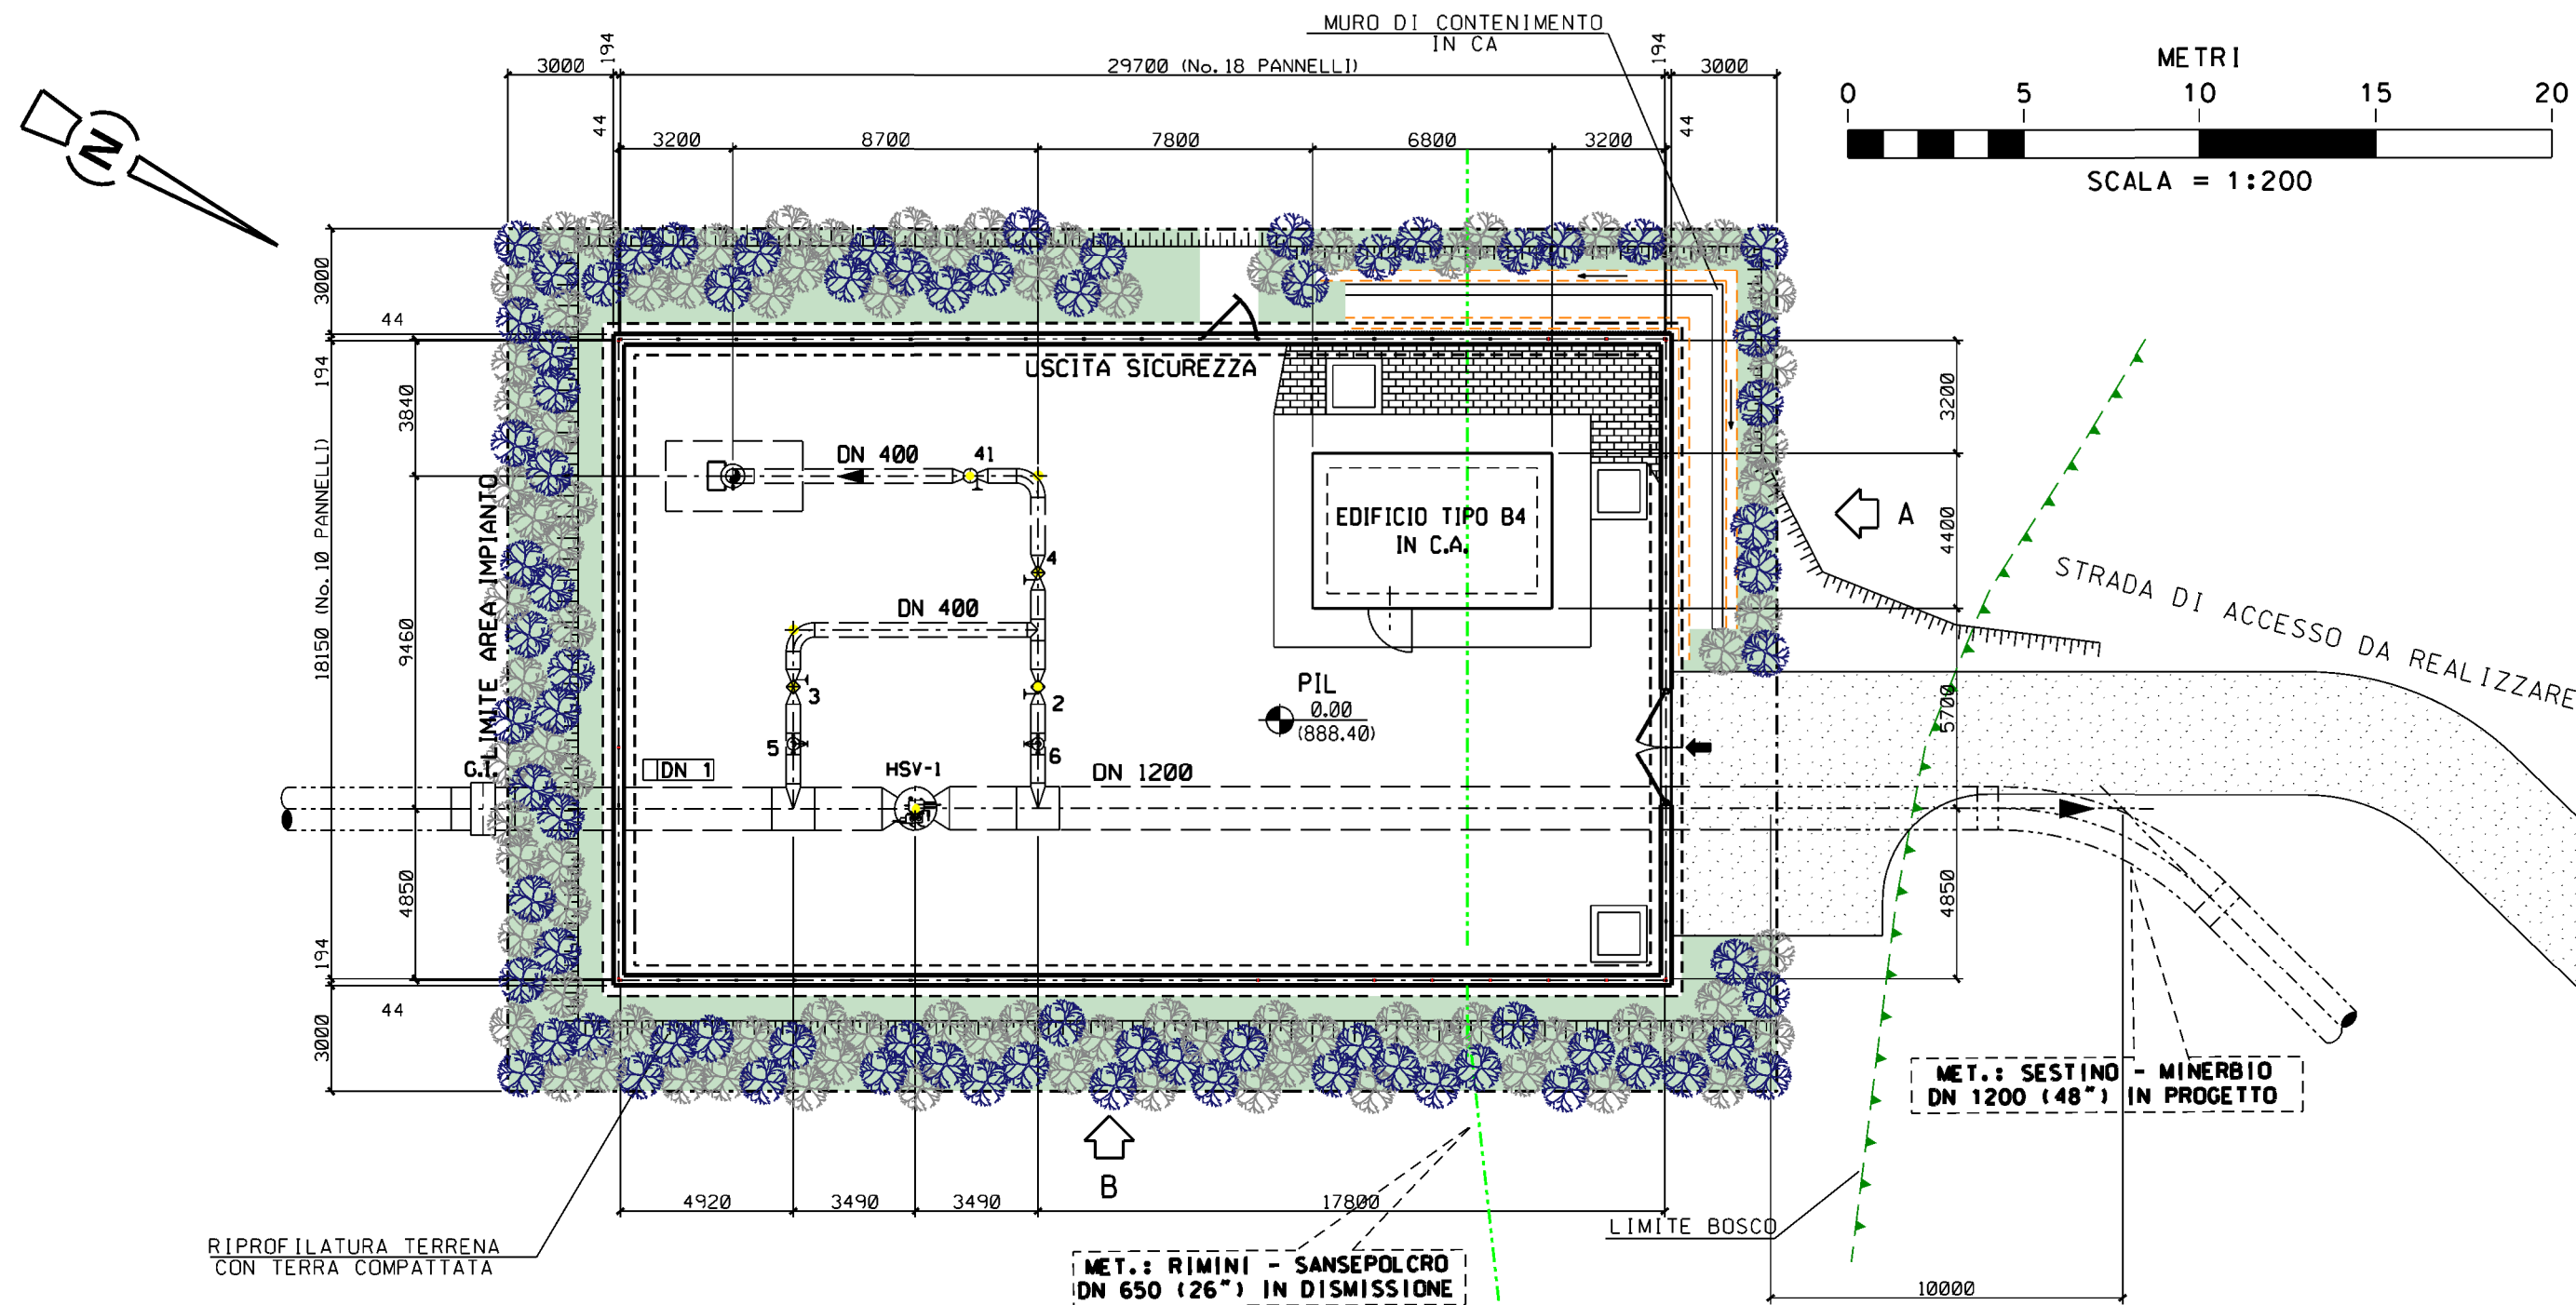 MURO DI CONTENIMENTO
IN CA
METRI
0 5 10 15 20
SCALA = 1:200
N
3000
194
29700 (No.18 PANNELLI)
194
3000
44
3200
8700
7800
6800
3200
44
3000
44
194
3840
18150 (No.10 PANNELLI)
9460
4850
194
44
3000
LIMITE AREA IMPIANTO
USCITA SICUREZZA
DN 400
41
4
DN 400
3
2
5
6
G.I.
DN 1
HSV-1
DN 1200
EDIFICIO TIPO B4
IN C.A.
PIL
0.00
(888.40)
A
3200
4400
5700
4850
STRADA DI ACCESSO DA REALIZZARE
MET.: SESTINO - MINERBIO
DN 1200 (48") IN PROGETTO
B
4920
3490
3490
17800
LIMITE BOSCO
RIPROFILATURA TERRENA
CON TERRA COMPATTATA
MET.: RIMINI - SANSEPOLCRO
DN 650 (26") IN DISMISSIONE
10000